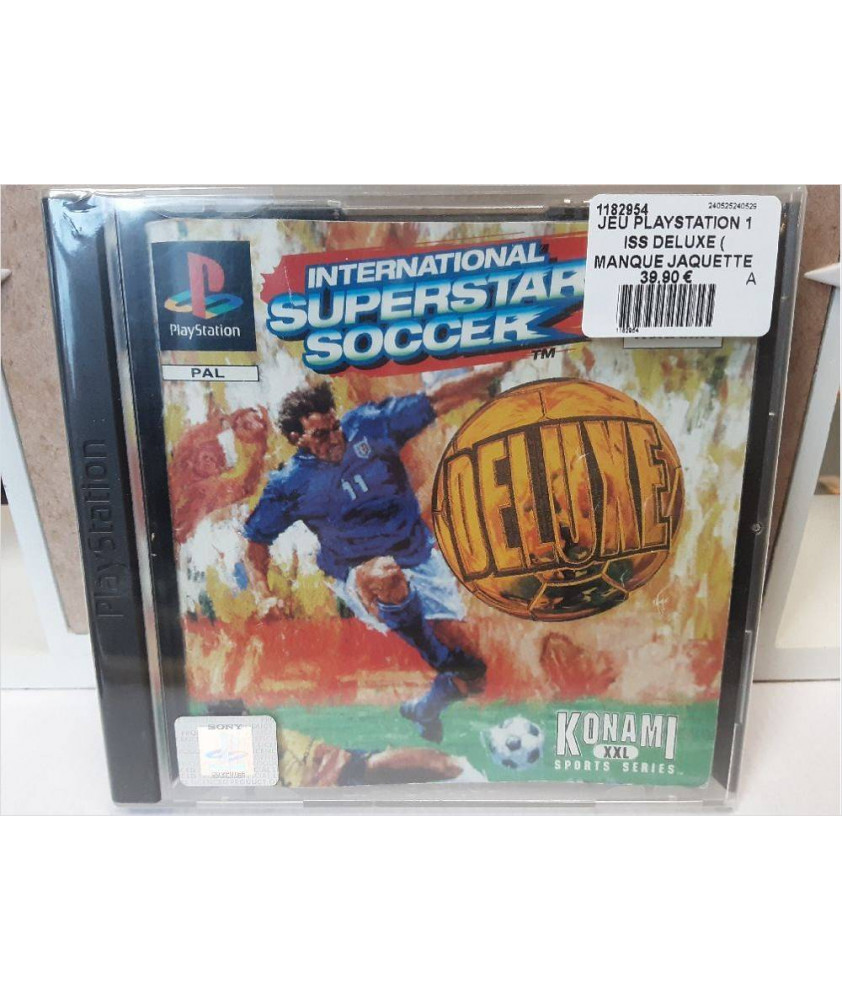 1182954 240525240529
JEU PLAYSTATION 1
ISS DELUXE (
MANQUE JAQUETTE
39,90 € A
1182954
PlayStation
PAL
INTERNATIONAL
SUPERSTAR
SOCCER
TM
11
DELUXE
PlayStation
SONY
KONAMI
XXL
SPORTS SERIES